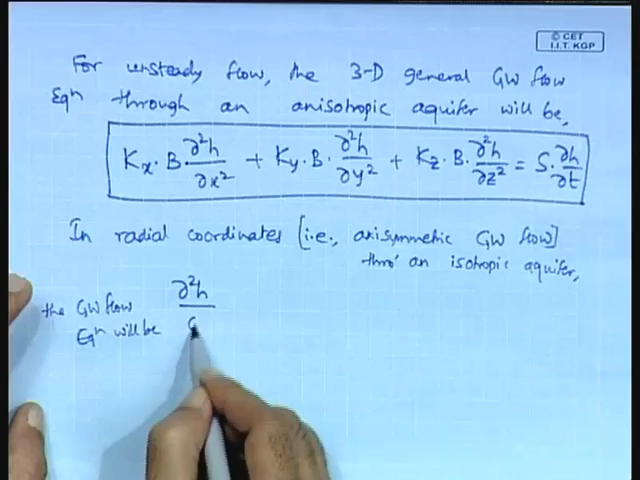 © CET
I.I.T. KGP
For unsteady flow, the 3-D general GW flow
Eqⁿ through an anisotropic aquifer will be,
Kx · B · ∂²h/∂x² + Ky · B · ∂²h/∂y² + Kz · B · ∂²h/∂z² = S · ∂h/∂t
In radial coordinates [i.e., axisymmetric GW flow]
thro' an isotropic aquifer,
the GW flow ∂²h
Eqⁿ will be